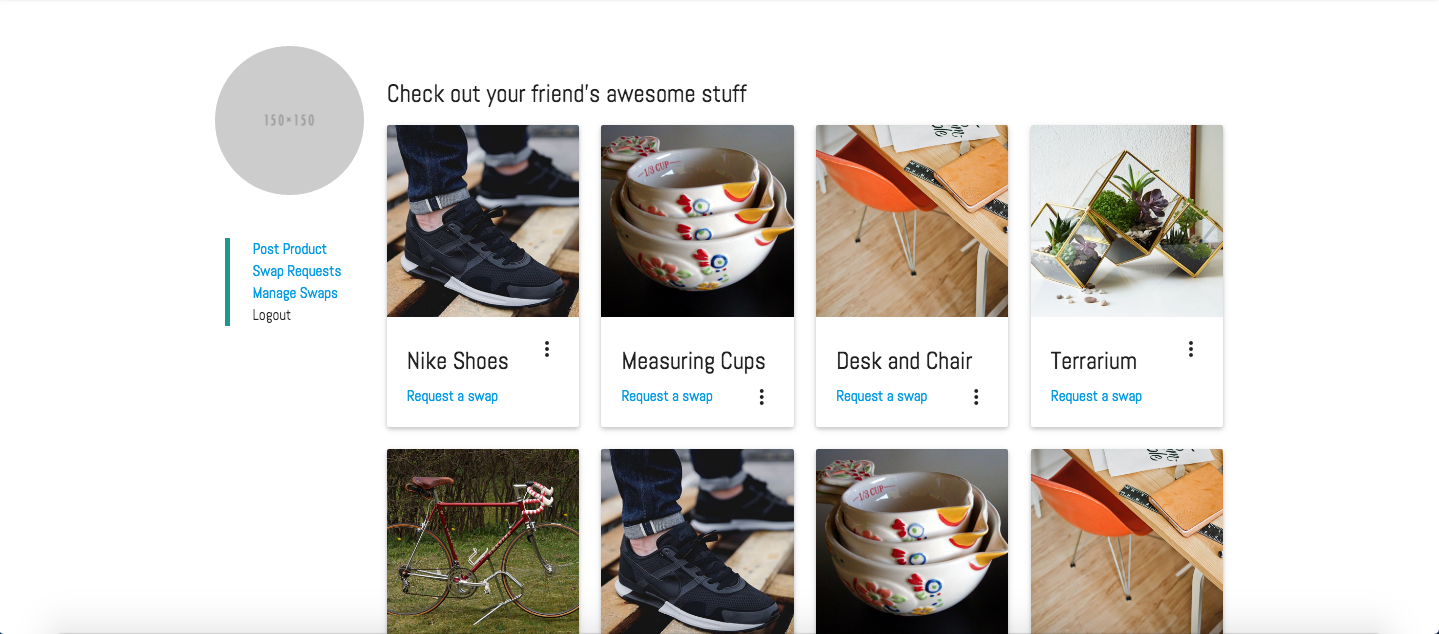 150×150
Check out your friend's awesome stuff
Post Product
Swap Requests
Manage Swaps
Logout
1/3 CUP
Nike Shoes
Request a swap
Measuring Cups
Request a swap
Desk and Chair
Request a swap
Terrarium
Request a swap
1/3 CUP